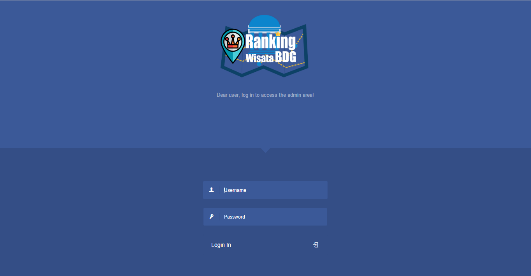 Ranking
Wisata BDG
Dear user, log in to access the admin area!
Username
Password
Login In